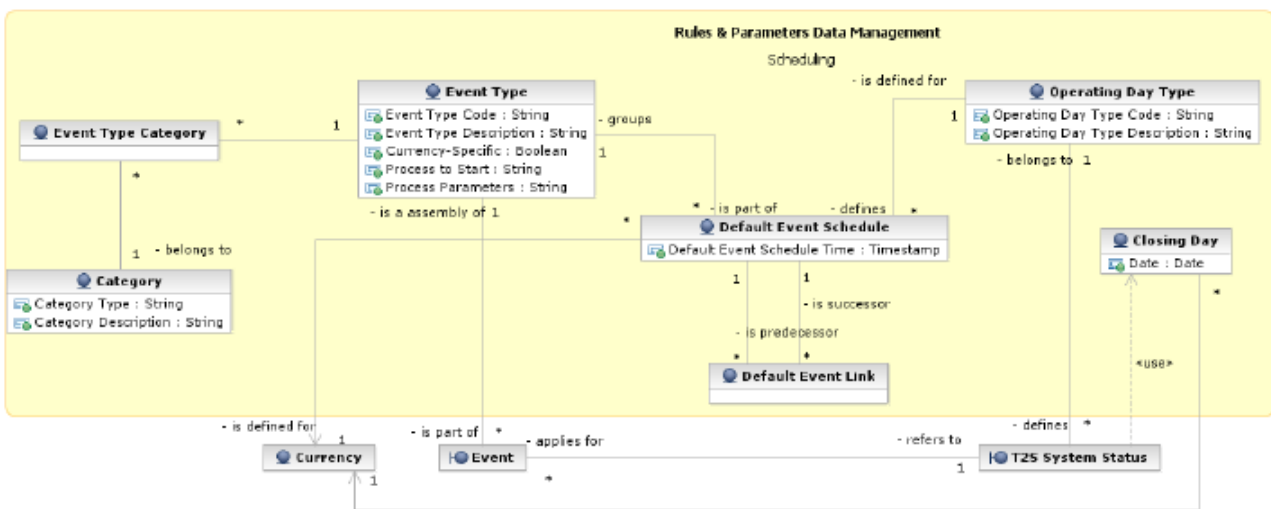 Rules & Parameters Data Management
Scheduling
- is defined for
Event Type
Event Type Code : String
Event Type Description : String
Currency-Specific : Boolean
Process to Start : String
Process Parameters : String
Operating Day Type
Operating Day Type Code : String
Operating Day Type Description : String
Event Type Category
*
1
- groups
1
1
- belongs to 1
- is a assembly of 1
*
* - is part of
- defines *
*
1 - belongs to
Default Event Schedule
Default Event Schedule Time : Timestamp
Closing Day
Date : Date
*
Category
Category Type : String
Category Description : String
1
1
- is successor
- is predecessor
*
*
«use»
Default Event Link
- is defined for
1
- is part of *
- applies for
- refers to
- defines *
Currency
1
Event
*
1
T2S System Status